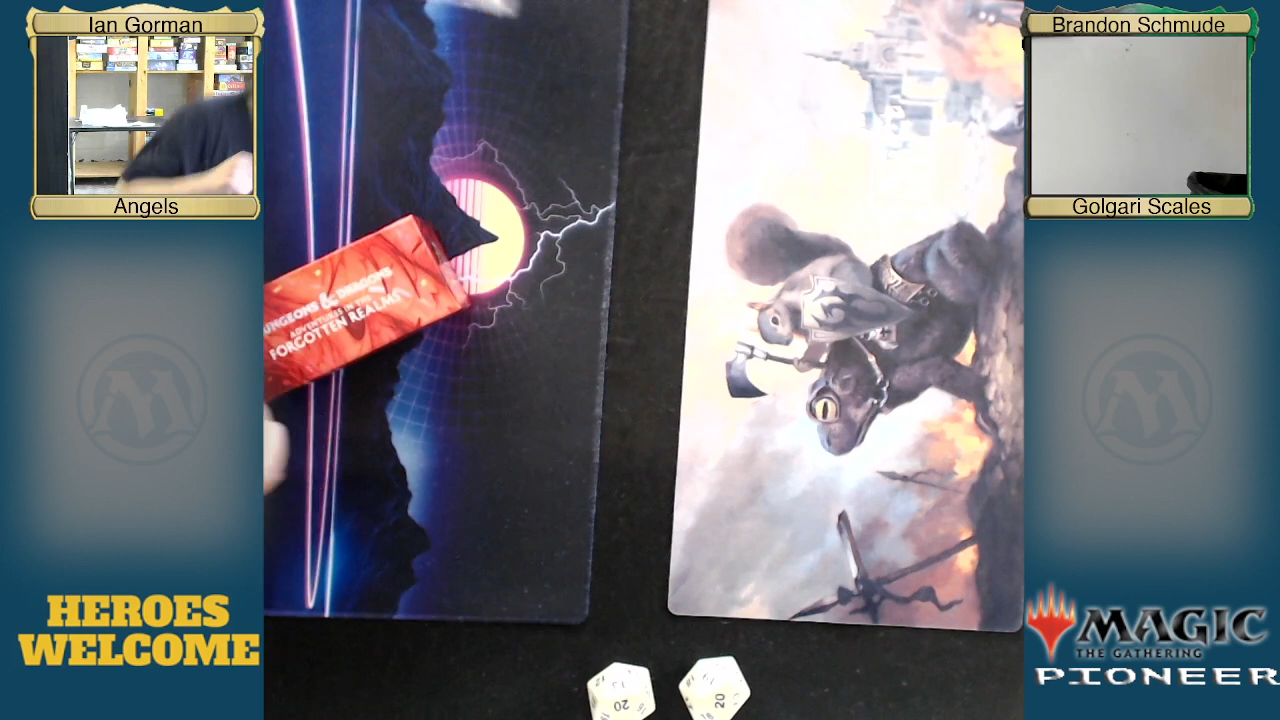 Ian Gorman
Angels
Brandon Schmude
Golgari Scales
DUNGEONS & DRAGONS
ADVENTURES IN THE
FORGOTTEN REALMS
20
20
HEROES
WELCOME
MAGIC
THE GATHERING
PIONEER